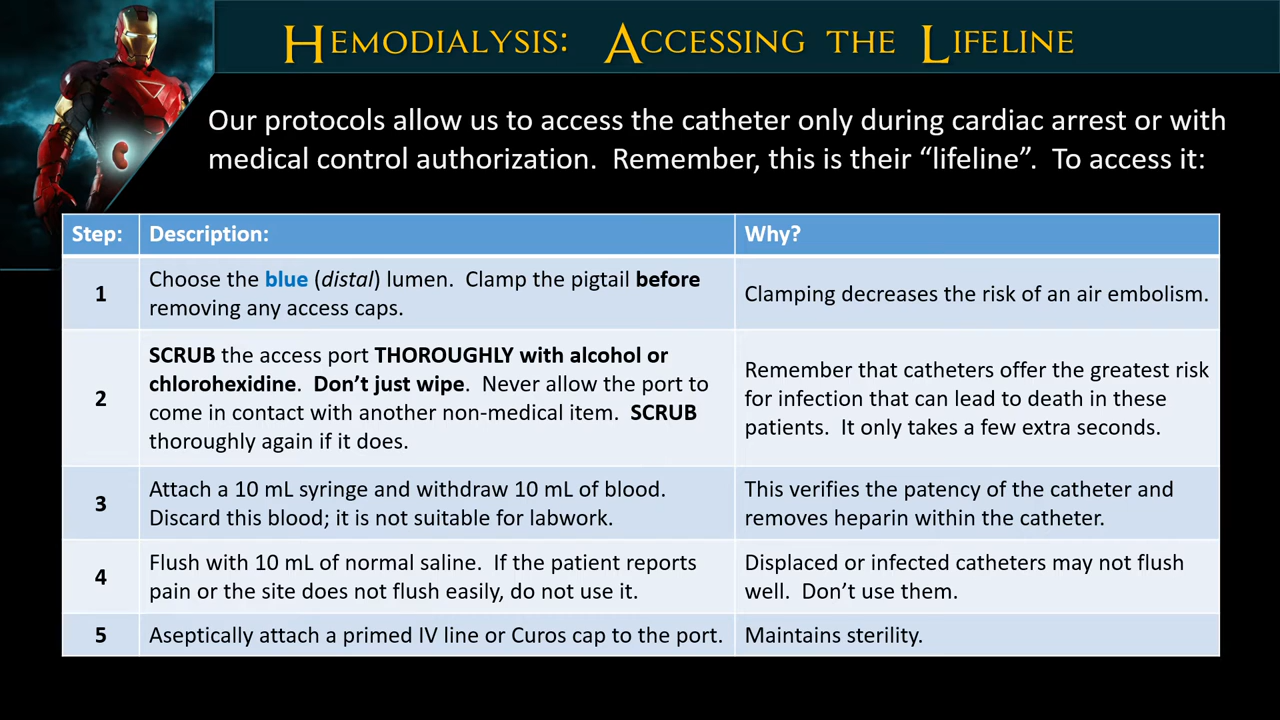 Hemodialysis: Accessing the Lifeline
Our protocols allow us to access the catheter only during cardiac arrest or with
medical control authorization. Remember, this is their “lifeline”. To access it:
Step: Description: Why?
1
Choose the blue (distal) lumen. Clamp the pigtail before
removing any access caps.
Clamping decreases the risk of an air embolism.
2
SCRUB the access port THOROUGHLY with alcohol or
chlorohexidine. Don’t just wipe. Never allow the port to
come in contact with another non-medical item. SCRUB
thoroughly again if it does.
Remember that catheters offer the greatest risk
for infection that can lead to death in these
patients. It only takes a few extra seconds.
3
Attach a 10 mL syringe and withdraw 10 mL of blood.
Discard this blood; it is not suitable for labwork.
This verifies the patency of the catheter and
removes heparin within the catheter.
4
Flush with 10 mL of normal saline. If the patient reports
pain or the site does not flush easily, do not use it.
Displaced or infected catheters may not flush
well. Don’t use them.
5
Aseptically attach a primed IV line or Curos cap to the port.
Maintains sterility.